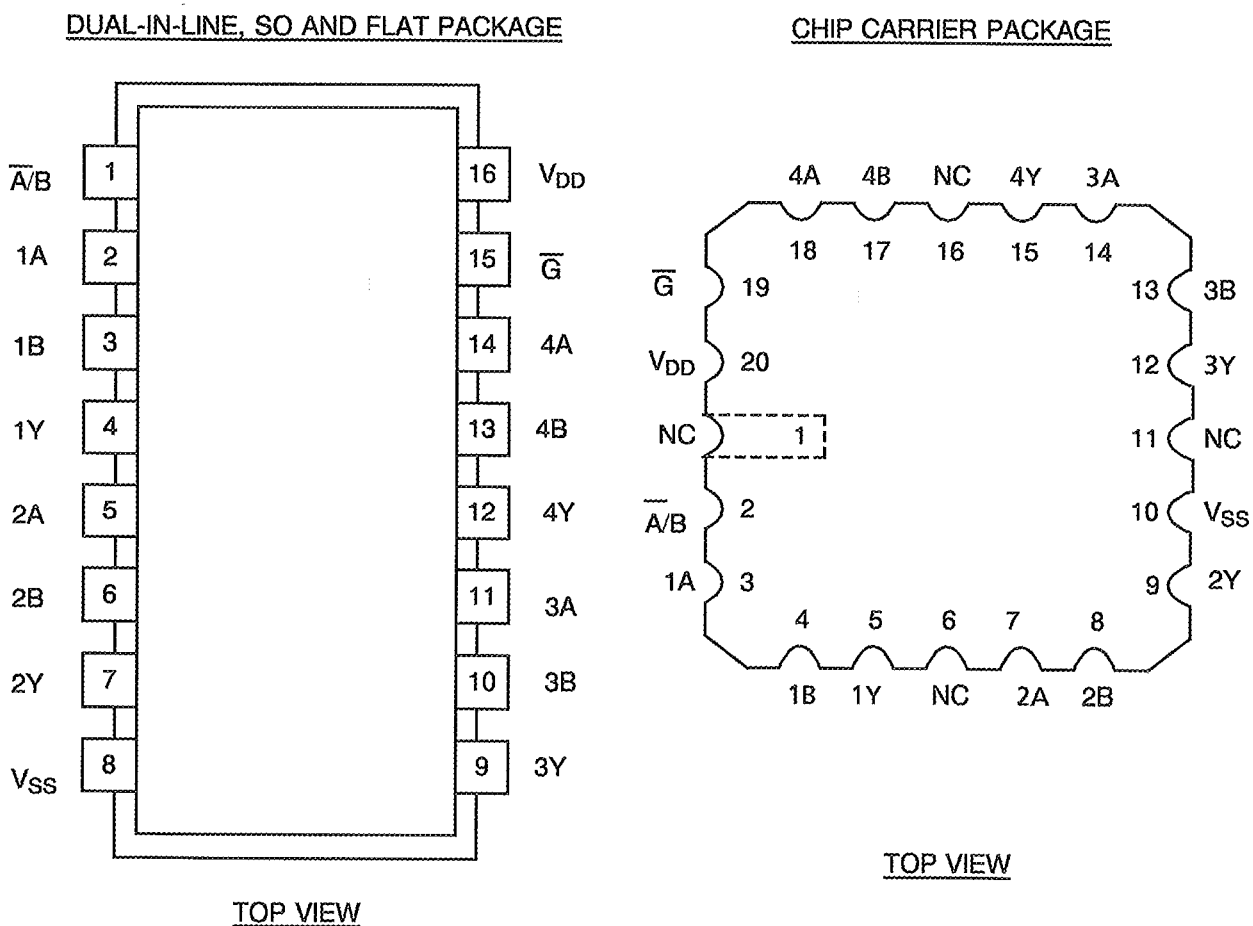 DUAL-IN-LINE, SO AND FLAT PACKAGE
A̅/B 1 16 VDD
1A 2 15 G̅
1B 3 14 4A
1Y 4 13 4B
2A 5 12 4Y
2B 6 11 3A
2Y 7 10 3B
VSS 8 9 3Y
TOP VIEW
CHIP CARRIER PACKAGE
4A 4B NC 4Y 3A
18 17 16 15 14
G̅ 19 13 3B
VDD 20 12 3Y
NC 1 11 NC
A̅/B 2 10 VSS
1A 3 9 2Y
4 5 6 7 8
1B 1Y NC 2A 2B
TOP VIEW